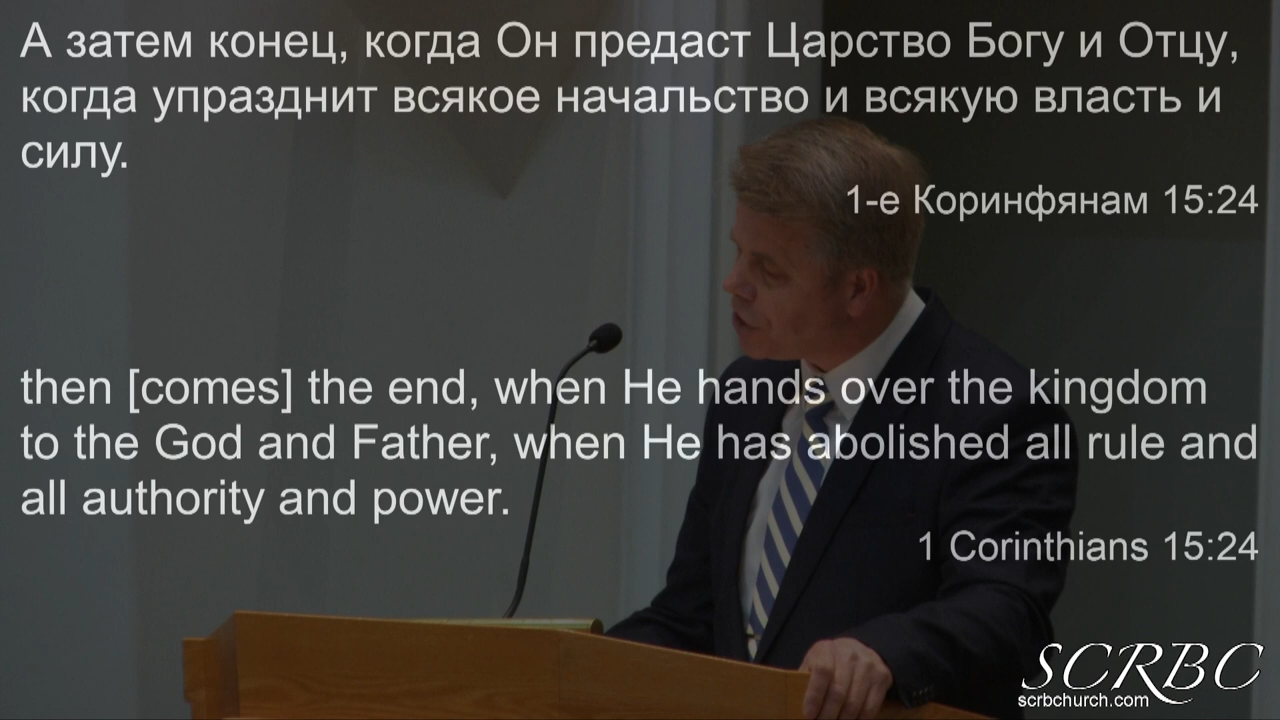 А затем конец, когда Он предаст Царство Богу и Отцу,
когда упразднит всякое начальство и всякую власть и
силу.
1-е Коринфянам 15:24
then [comes] the end, when He hands over the kingdom
to the God and Father, when He has abolished all rule and
all authority and power.
1 Corinthians 15:24
SCRBC
scrbchurch.com